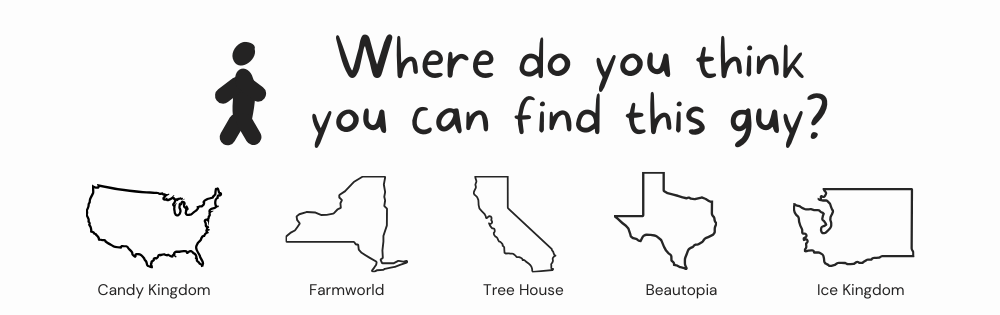 Where do you think
you can find this guy?
Candy Kingdom
Farmworld
Tree House
Beautopia
Ice Kingdom